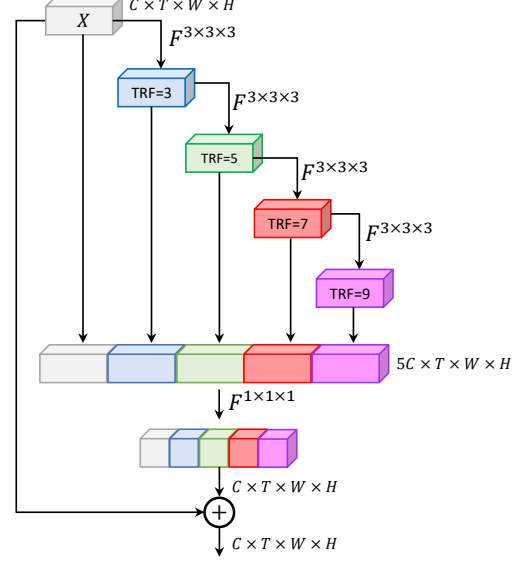 C × T × W × H
X
F^{3×3×3}
TRF=3
F^{3×3×3}
TRF=5
F^{3×3×3}
TRF=7
F^{3×3×3}
TRF=9
5C × T × W × H
F^{1×1×1}
C × T × W × H
+
C × T × W × H